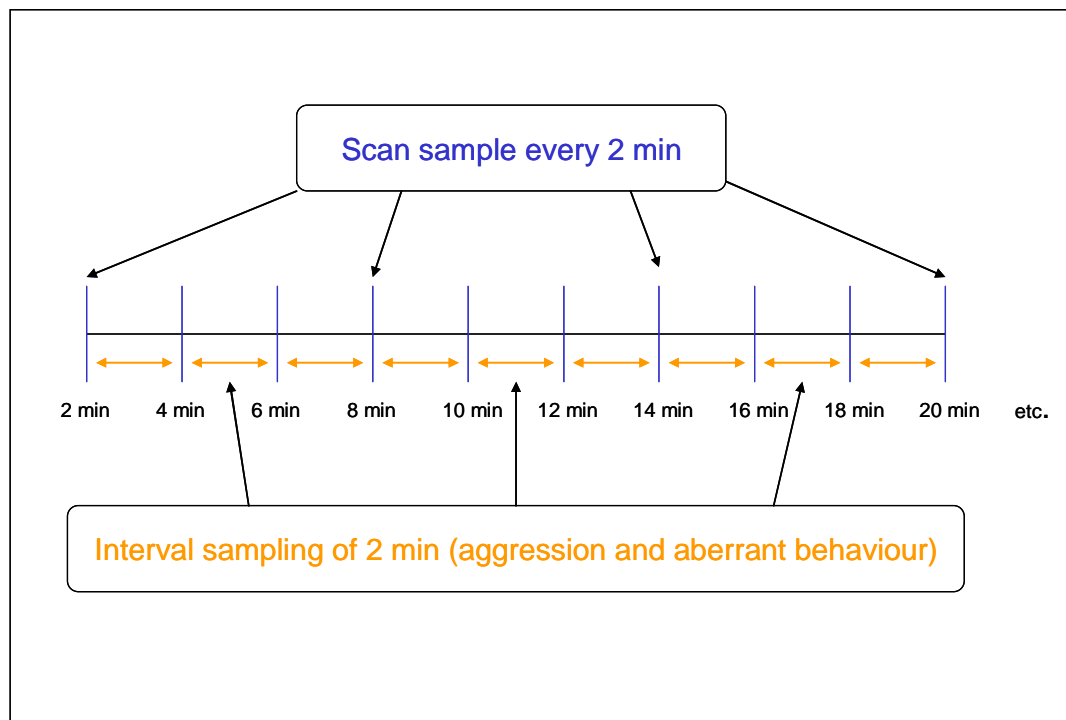 Scan sample every 2 min
2 min 4 min 6 min 8 min 10 min 12 min 14 min 16 min 18 min 20 min etc.
Interval sampling of 2 min (aggression and aberrant behaviour)